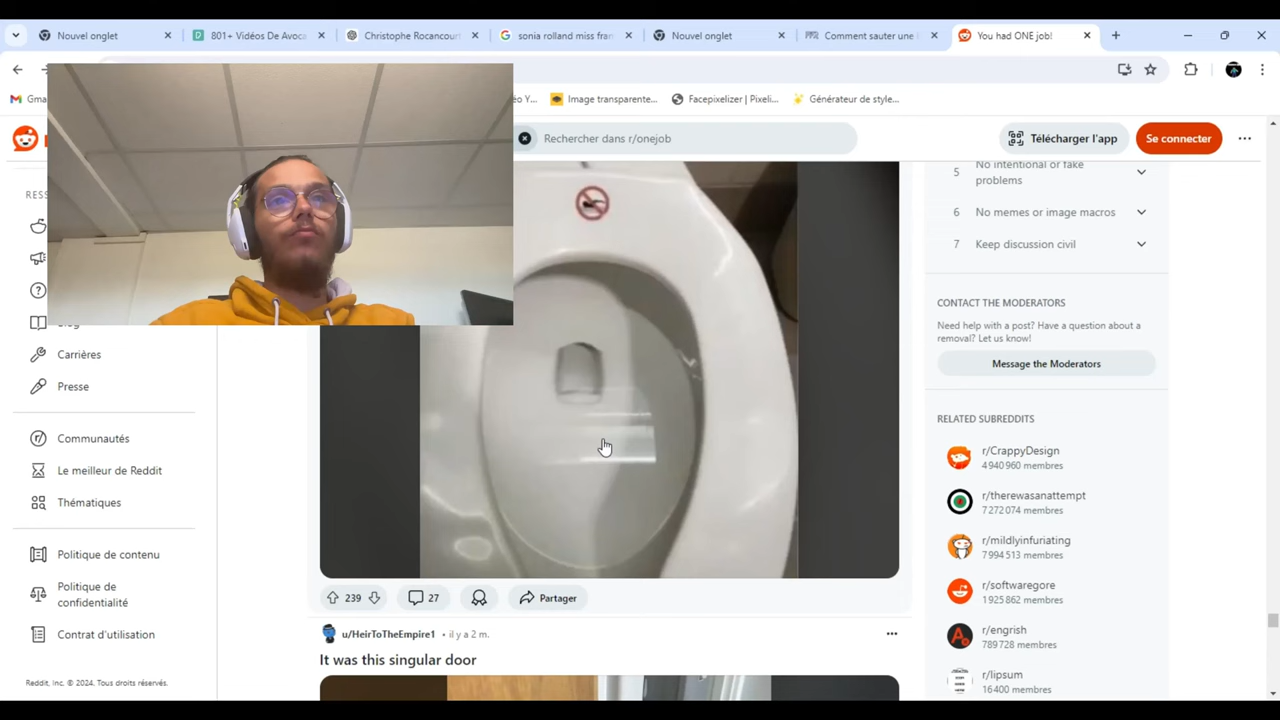 Nouvel onglet
801+ Vidéos De Avoca
Christophe Rocancourt
sonia rolland miss fran
Nouvel onglet
Comment sauter une
You had ONE job!
Gma
éo Y...
Image transparente...
Facepixelizer | Pixeli...
Générateur de style...
Rechercher dans r/onejob
Télécharger l'app
Se connecter
RESS
Carrières
Presse
Communautés
Le meilleur de Reddit
Thématiques
Politique de contenu
Politique de
confidentialité
Contrat d'utilisation
Reddit, Inc. © 2024. Tous droits réservés.
239
27
Partager
u/HeirToTheEmpire1 • il y a 2 m.
It was this singular door
5 No intentional or fake
problems
6 No memes or image macros
7 Keep discussion civil
CONTACT THE MODERATORS
Need help with a post? Have a question about a
removal? Let us know!
Message the Moderators
RELATED SUBREDDITS
r/CrappyDesign
4 940 960 membres
r/therewasanattempt
7 272 074 membres
r/mildlyinfuriating
7 994 513 membres
r/softwaregore
1 925 862 membres
r/engrish
789 728 membres
r/lipsum
16 400 membres